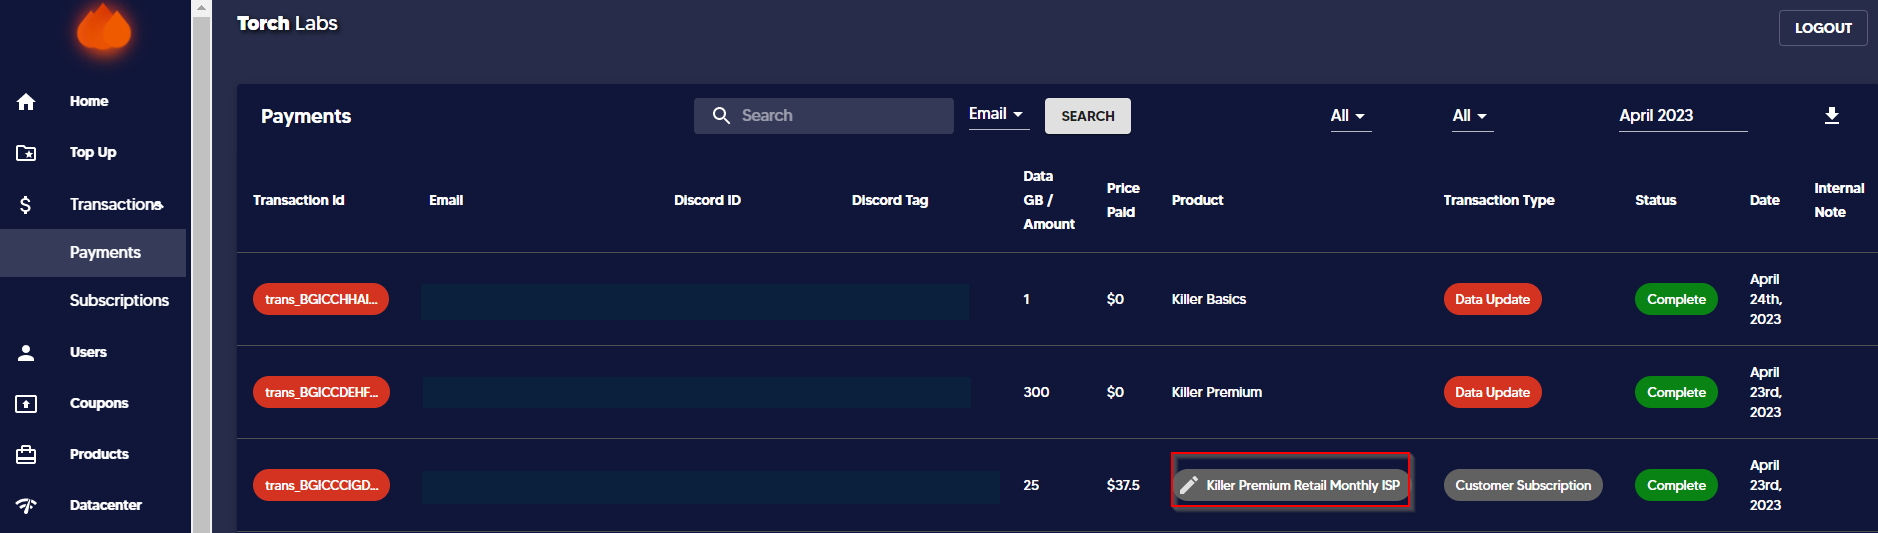 Torch Labs
LOGOUT
Home
Top Up
Transactions
Payments
Subscriptions
Users
Coupons
Products
Datacenter
Payments
Search
Email
SEARCH
All
All
April 2023
Transaction Id
Email
Discord ID
Discord Tag
Data
GB /
Amount
Price
Paid
Product
Transaction Type
Status
Date
Internal
Note
trans_BGICCHHAI...
1
$0
Killer Basics
Data Update
Complete
April
24th,
2023
trans_BGICCDEHF...
300
$0
Killer Premium
Data Update
Complete
April
23rd,
2023
trans_BGICCCIGD...
25
$37.5
Killer Premium Retail Monthly ISP
Customer Subscription
Complete
April
23rd,
2023